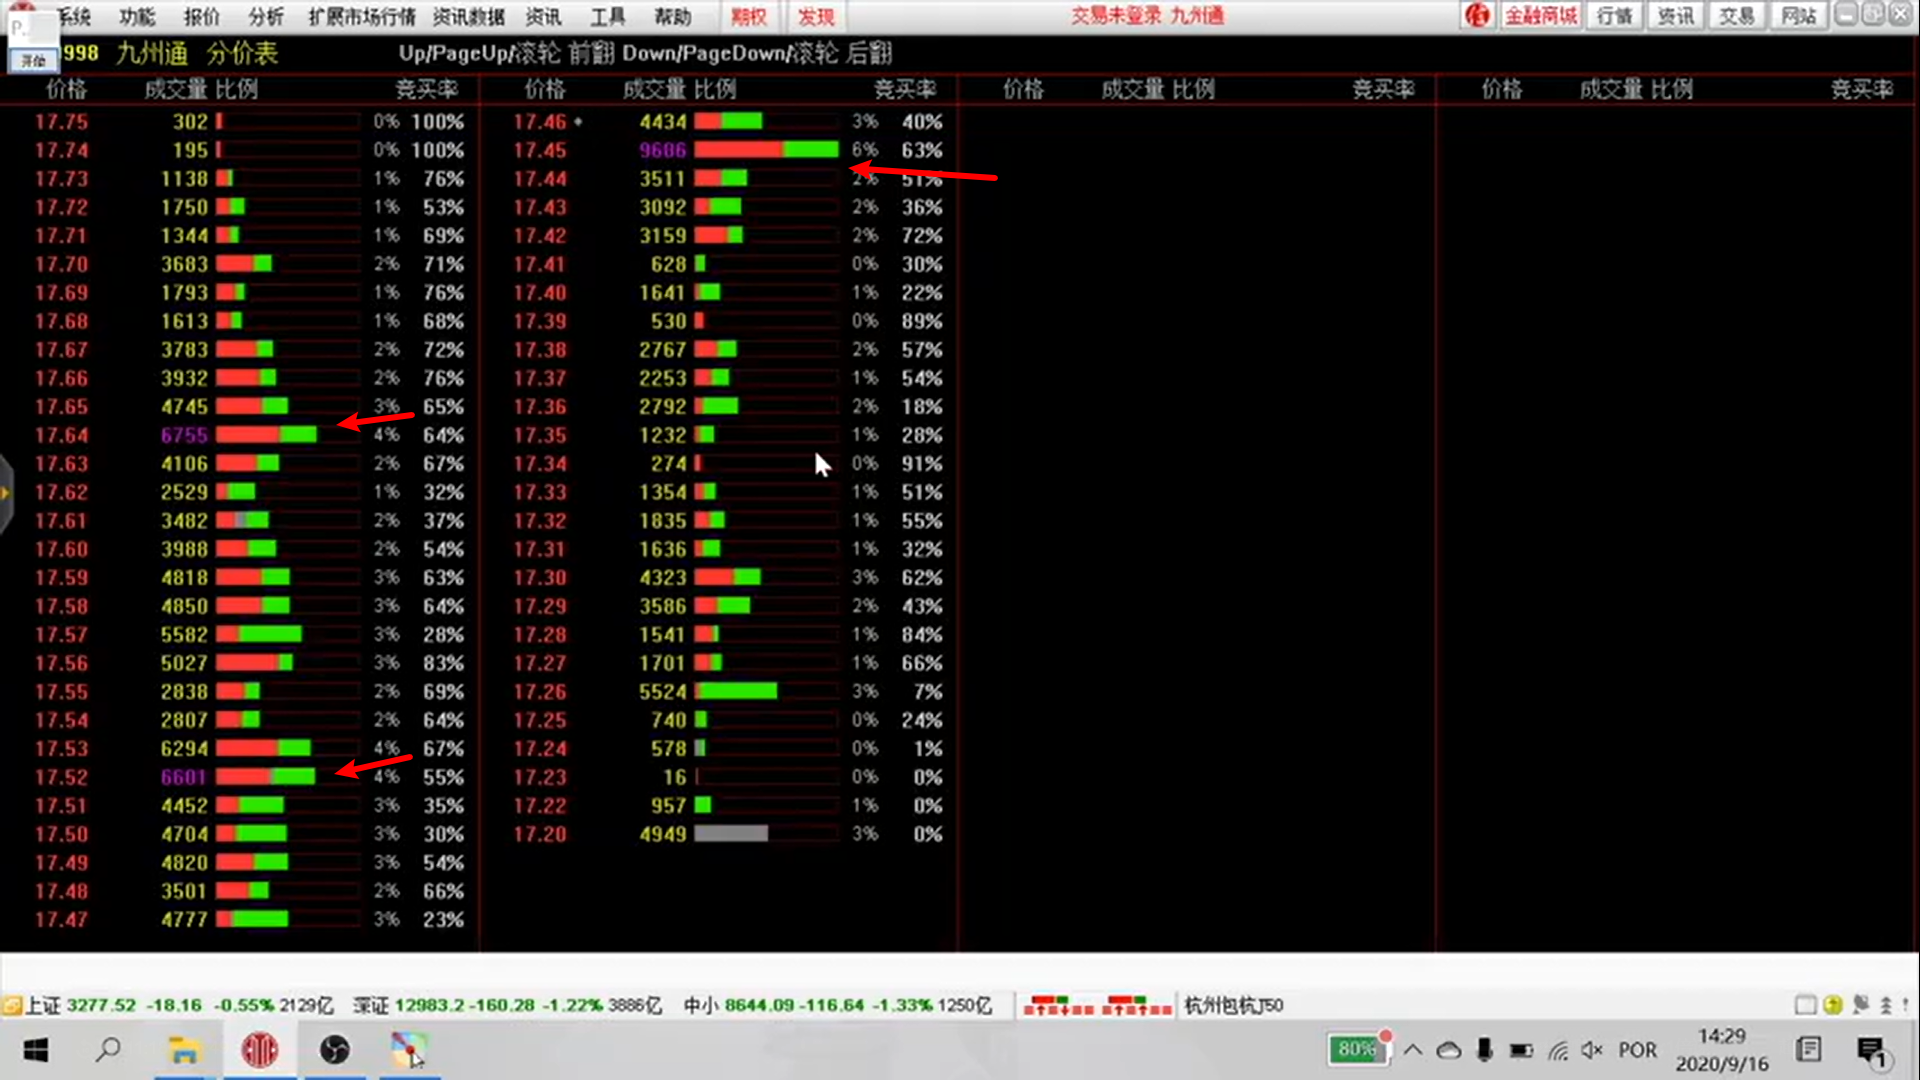 系统 功能 报价 分析 扩展市场行情 资讯数据 资讯 工具 帮助 期权 发现 交易未登录 九州通 金融商城 行情 资讯 交易 网站
P...
开始
998 九州通 分价表 Up/PageUp/滚轮 前翻 Down/PageDown/滚轮 后翻
价格 成交量 比例 竞买率 价格 成交量 比例 竞买率 价格 成交量 比例 竞买率 价格 成交量 比例 竞买率
17.75 302 0% 100% 17.46 4434 3% 40%
17.74 195 0% 100% 17.45 9606 6% 63%
17.73 1138 1% 76% 17.44 3511 2% 51%
17.72 1750 1% 53% 17.43 3092 2% 36%
17.71 1344 1% 69% 17.42 3159 2% 72%
17.70 3683 2% 71% 17.41 628 0% 30%
17.69 1793 1% 76% 17.40 1641 1% 22%
17.68 1613 1% 68% 17.39 530 0% 89%
17.67 3783 2% 72% 17.38 2767 2% 57%
17.66 3932 2% 76% 17.37 2253 1% 54%
17.65 4745 3% 65% 17.36 2792 2% 18%
17.64 6755 4% 64% 17.35 1232 1% 28%
17.63 4106 2% 67% 17.34 274 0% 91%
17.62 2529 1% 32% 17.33 1354 1% 51%
17.61 3482 2% 37% 17.32 1835 1% 55%
17.60 3988 2% 54% 17.31 1636 1% 32%
17.59 4818 3% 63% 17.30 4323 3% 62%
17.58 4850 3% 64% 17.29 3586 2% 43%
17.57 5582 3% 28% 17.28 1541 1% 84%
17.56 5027 3% 83% 17.27 1701 1% 66%
17.55 2838 2% 69% 17.26 5524 3% 7%
17.54 2807 2% 64% 17.25 740 0% 24%
17.53 6294 4% 67% 17.24 578 0% 1%
17.52 6601 4% 55% 17.23 16 0% 0%
17.51 4452 3% 35% 17.22 957 1% 0%
17.50 4704 3% 30% 17.20 4949 3% 0%
17.49 4820 3% 54%
17.48 3501 2% 66%
17.47 4777 3% 23%
上证 3277.52 -18.16 -0.55% 2129亿 深证 12983.2 -160.28 -1.22% 3886亿 中小 8644.09 -116.64 -1.33% 1250亿 杭州包杭J50
80% POR 14:29
2020/9/16 1